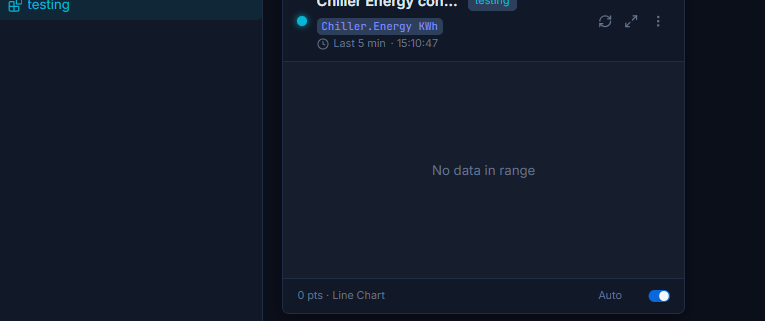 testing
Chiller Energy con... testing
Chiller.Energy KWh
Last 5 min · 15:10:47
No data in range
0 pts · Line Chart Auto